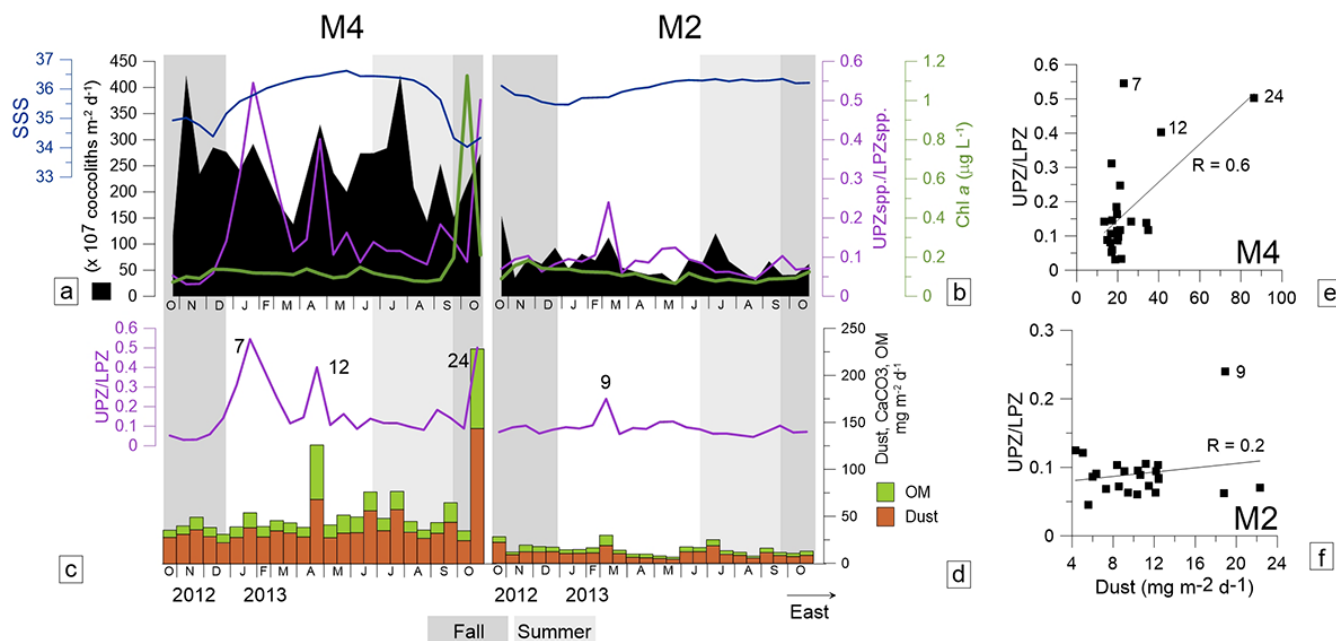 M4
M2
SSS
37
36
35
34
33
(x 107 coccoliths m-2 d-1)
450
400
350
300
250
200
150
100
50
0
a
O N D J F M A M J J A S O
O N D J F M A M J J A S O
0.6
0.5
0.4
0.3
0.2
0.1
0
UPZspp./LPZspp.
1.2
1
0.8
0.6
0.4
0.2
0
Chl a (µg L-1)
b
UPZ/LPZ
0.6
0.5
0.4
0.3
0.2
0.1
0
7
12
24
9
250
200
150
100
50
0
Dust, CaCO3, OM
mg m-2 d-1
OM
Dust
c
O N D J F M A M J J A S O
O N D J F M A M J J A S O
d
2012 2013
2012 2013
East
Fall
Summer
UPZ/LPZ
0.6
0.5
0.4
0.3
0.2
0.1
0
7
24
12
R = 0.6
M4
0 20 40 60 80 100
e
UPZ/LPZ
0.3
0.2
0.1
0
9
R = 0.2
M2
4 8 12 16 20 24
Dust (mg m-2 d-1)
f